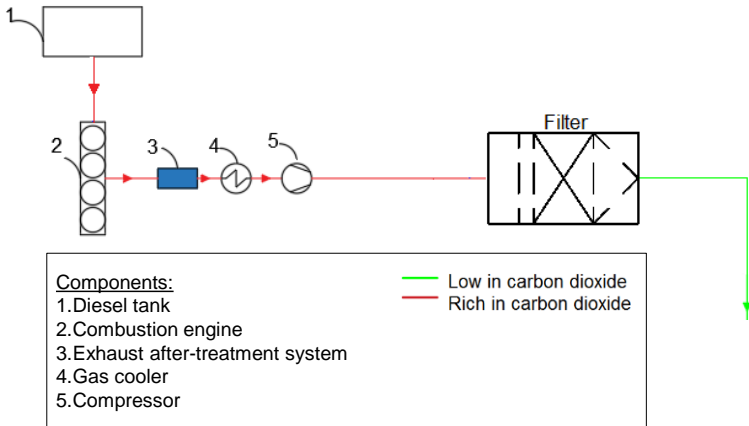 1
2
3
4
5
Filter
Components:
1.Diesel tank
2.Combustion engine
3.Exhaust after-treatment system
4.Gas cooler
5.Compressor
Low in carbon dioxide
Rich in carbon dioxide